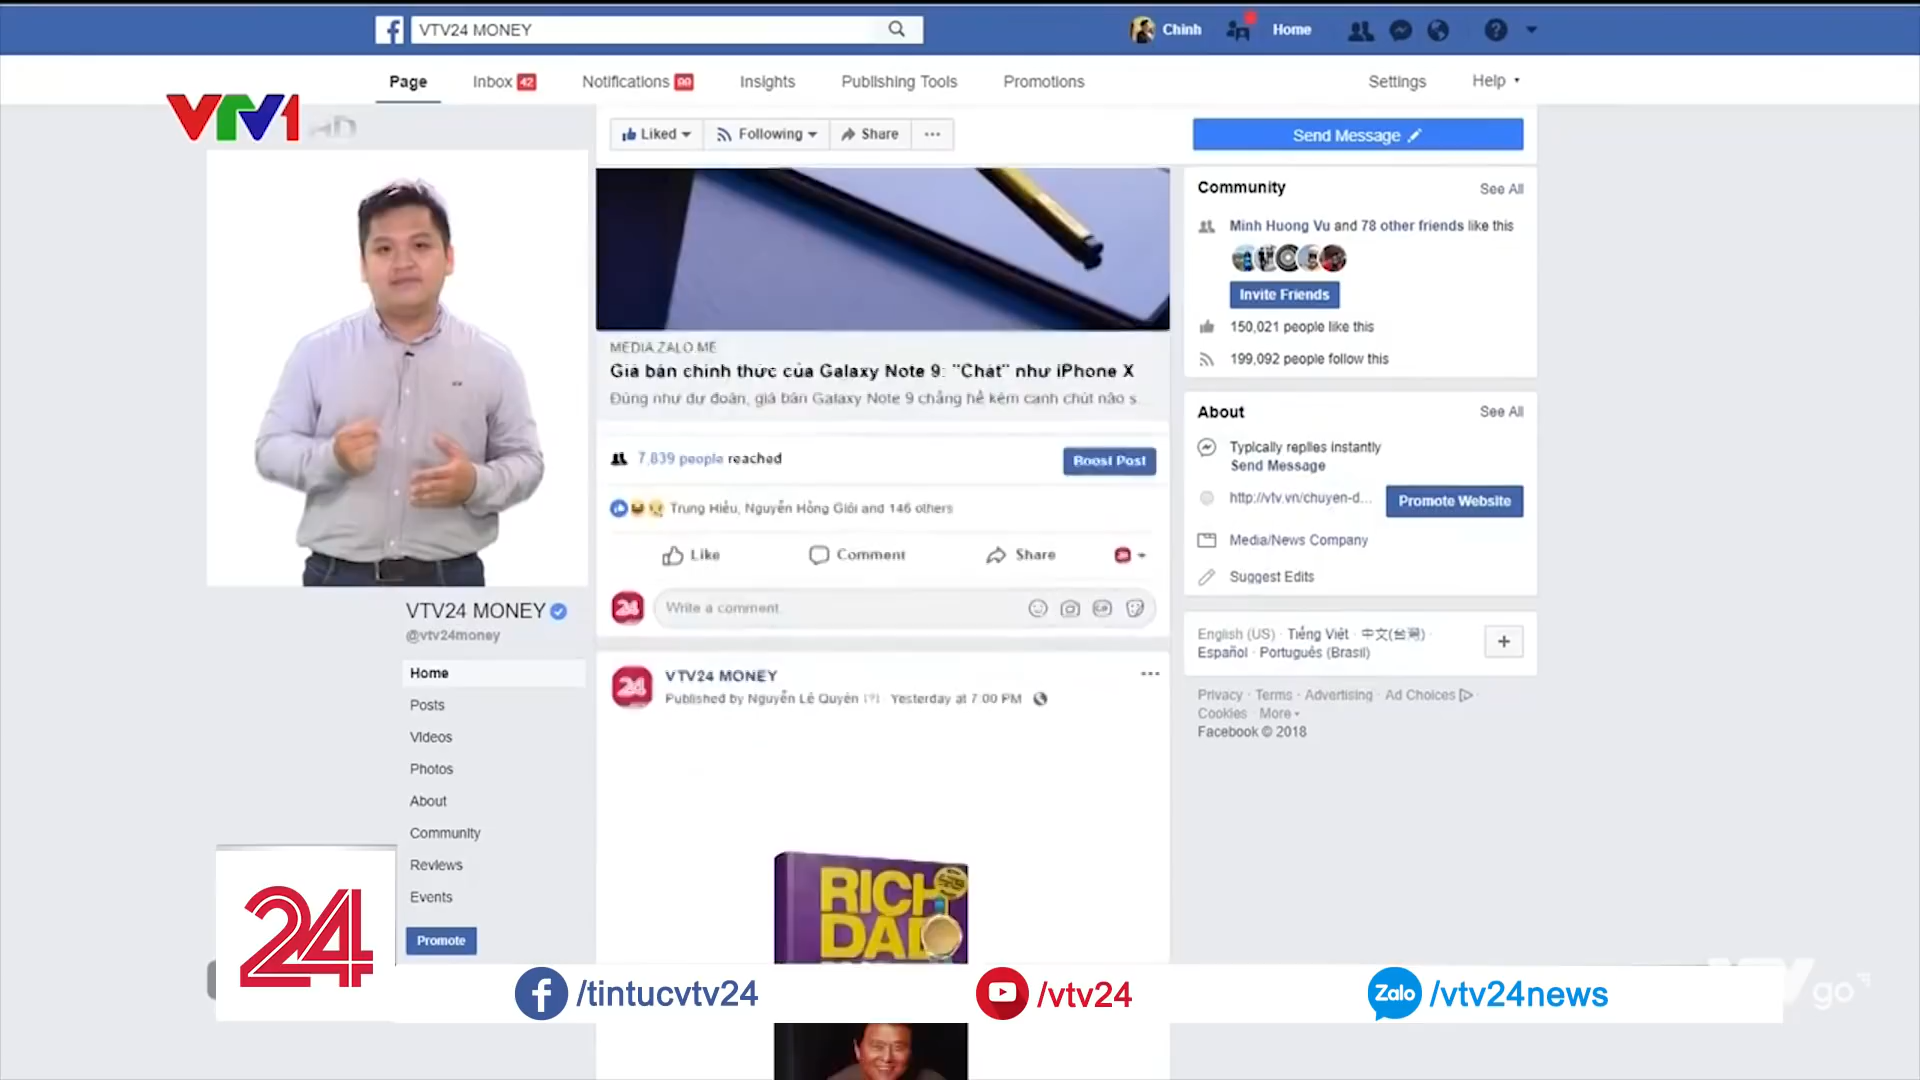 VTV24 MONEY
Chinh
Home
Page
Inbox 42
Notifications 99
Insights
Publishing Tools
Promotions
Settings
Help
VTV1
HD
Liked
Following
Share
Send Message
MEDIA.ZALO.ME
Giá bán chính thức của Galaxy Note 9: "Chát" như iPhone X
Đúng như dự đoán, giá bán Galaxy Note 9 chẳng hề kém cạnh chút nào s...
7,839 people reached
Boost Post
Trung Hiếu, Nguyễn Hồng Giỏi and 146 others
Like
Comment
Share
24
Write a comment
24
VTV24 MONEY
Published by Nguyễn Lê Quyên [?] · Yesterday at 7:00 PM
RICH
DAD
Community
See All
Minh Huong Vu and 78 other friends like this
Invite Friends
150,021 people like this
199,092 people follow this
About
See All
Typically replies instantly
Send Message
http://vtv.vn/chuyen-d...
Promote Website
Media/News Company
Suggest Edits
English (US) · Tiếng Việt · 中文(台灣) ·
Español · Português (Brasil)
+
Privacy · Terms · Advertising · Ad Choices ·
Cookies · More
Facebook © 2018
VTV24 MONEY
@vtv24money
Home
Posts
Videos
Photos
About
Community
Reviews
Events
Promote
24
/tintucvtv24
/vtv24
Zalo /vtv24news
VTV go